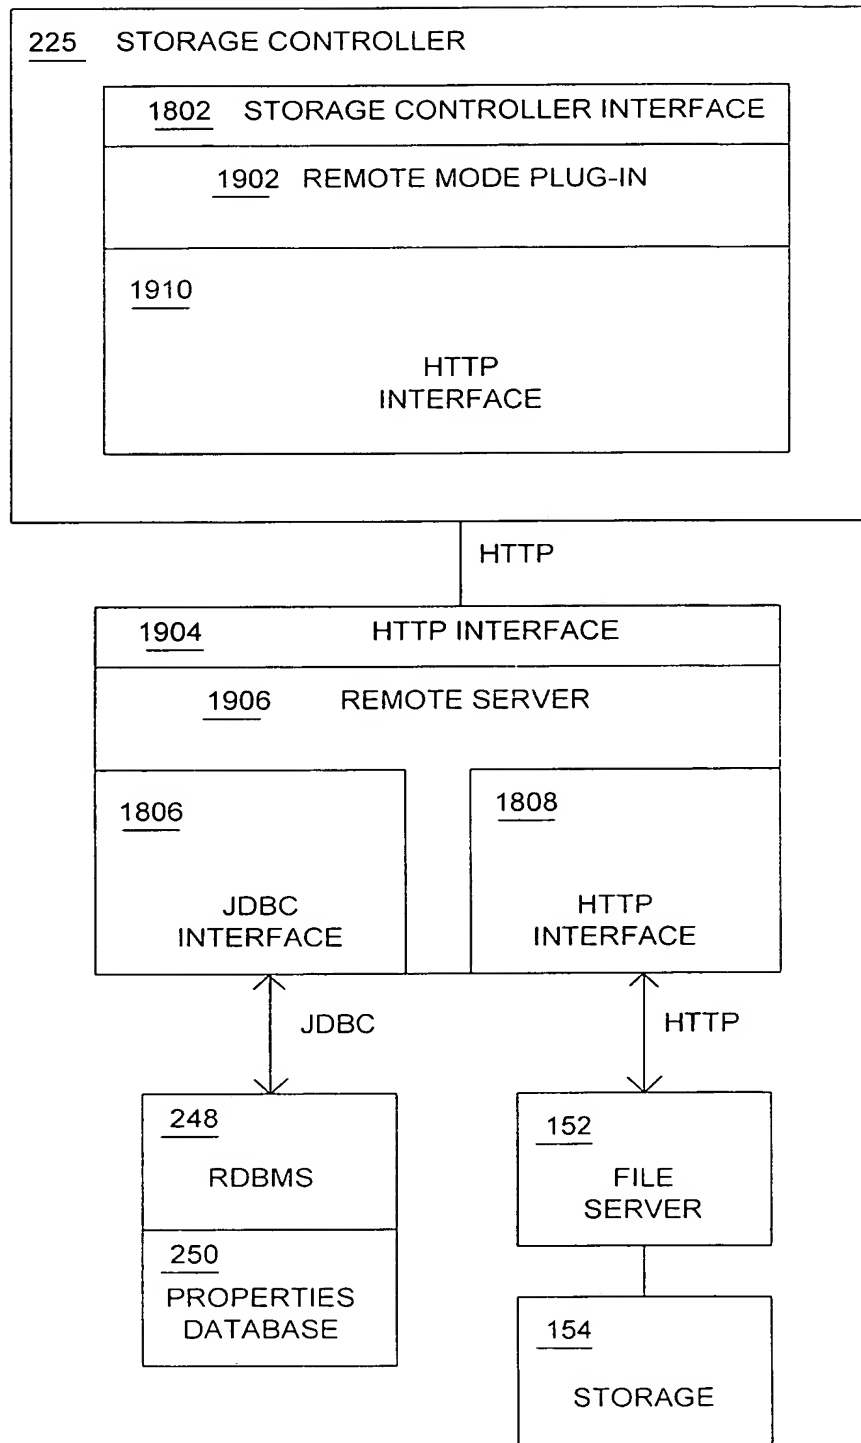 225 STORAGE CONTROLLER
1802 STORAGE CONTROLLER INTERFACE
1902 REMOTE MODE PLUG-IN
1910
HTTP
INTERFACE
HTTP
1904 HTTP INTERFACE
1906 REMOTE SERVER
1806
JDBC
INTERFACE
1808
HTTP
INTERFACE
JDBC
HTTP
248
RDBMS
250
PROPERTIES
DATABASE
152
FILE
SERVER
154
STORAGE